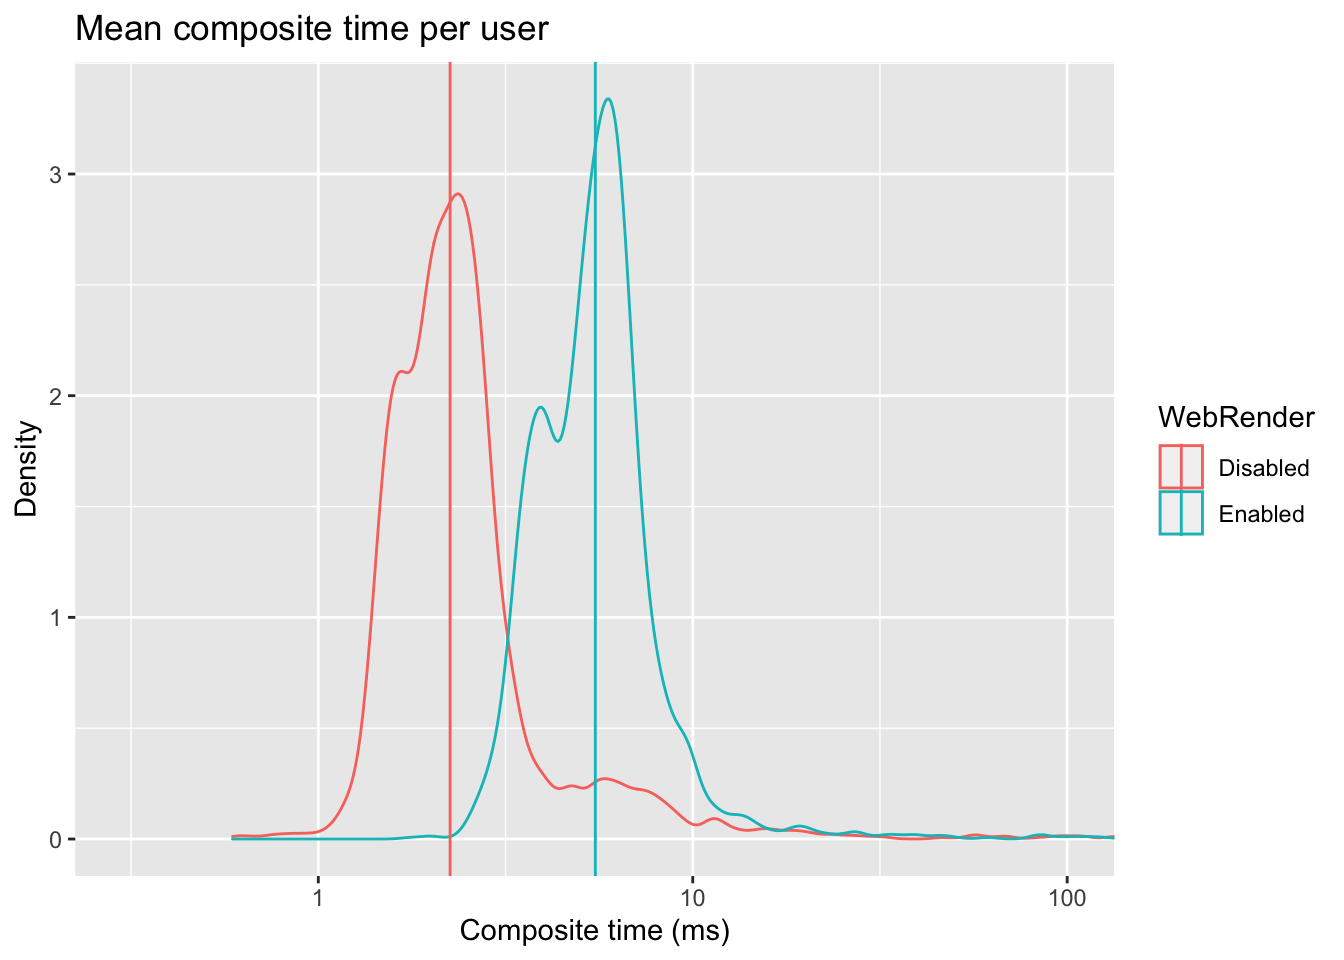 Mean composite time per user
3
2
1
0
Density
1 10 100
Composite time (ms)
WebRender
Disabled
Enabled